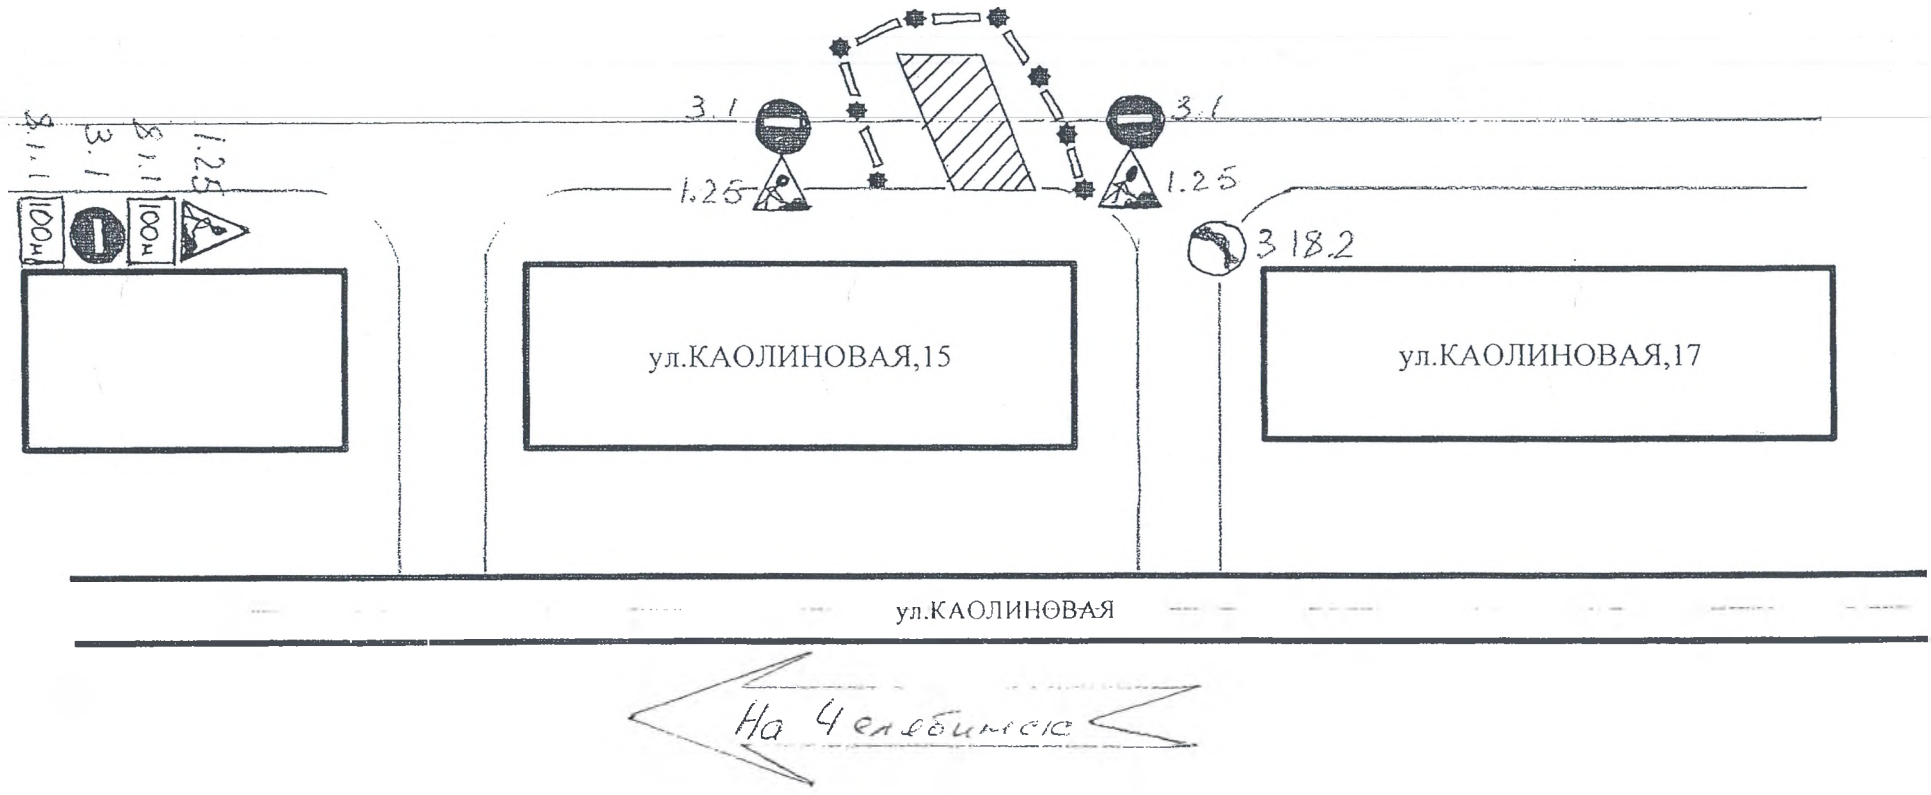 3.1
3.1
8.1.1
3.1
8.1.1
1.25
1.25
1.25
100м
100м
3 18.2
ул.КАОЛИНОВАЯ,15
ул.КАОЛИНОВАЯ,17
ул.КАОЛИНОВАЯ
На Челябинск